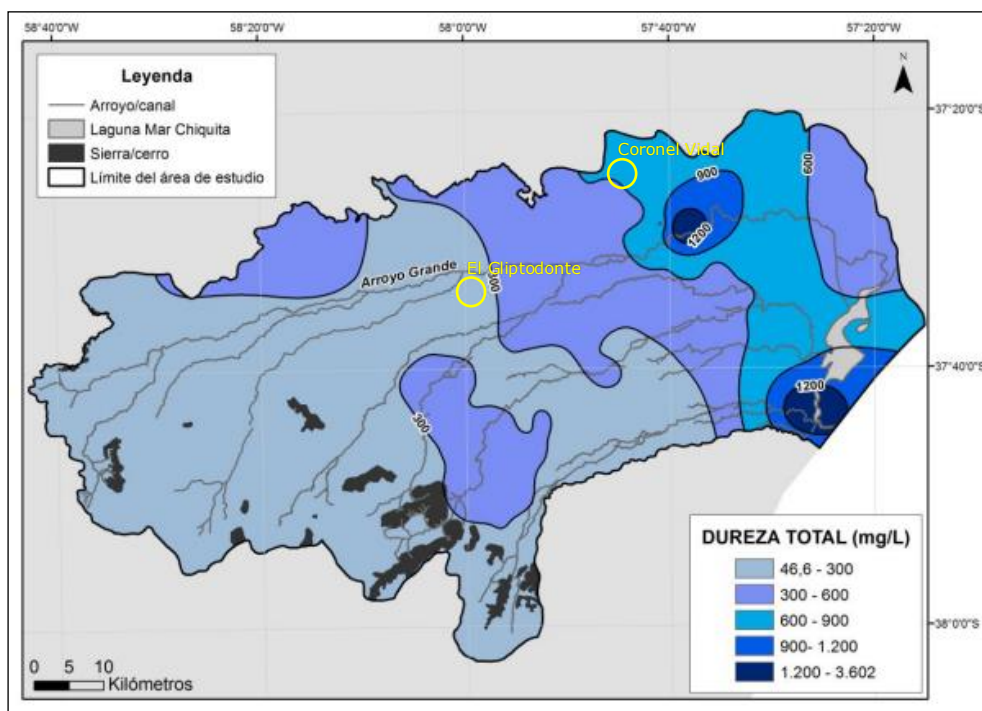 58°40'0"W
58°20'0"W
58°0'0"W
57°40'0"W
57°20'0"W
Leyenda
Arroyo/canal
Laguna Mar Chiquita
Sierra/cerro
Límite del área de estudio
N
37°20'0"S
Coronel Vidal
900
600
1200
Arroyo Grande
El Gliptodonte
300
37°40'0"S
1200
300
DUREZA TOTAL (mg/L)
46,6 - 300
300 - 600
600 - 900
900- 1.200
1.200 - 3.602
38°0'0"S
0 5 10
Kilómetros